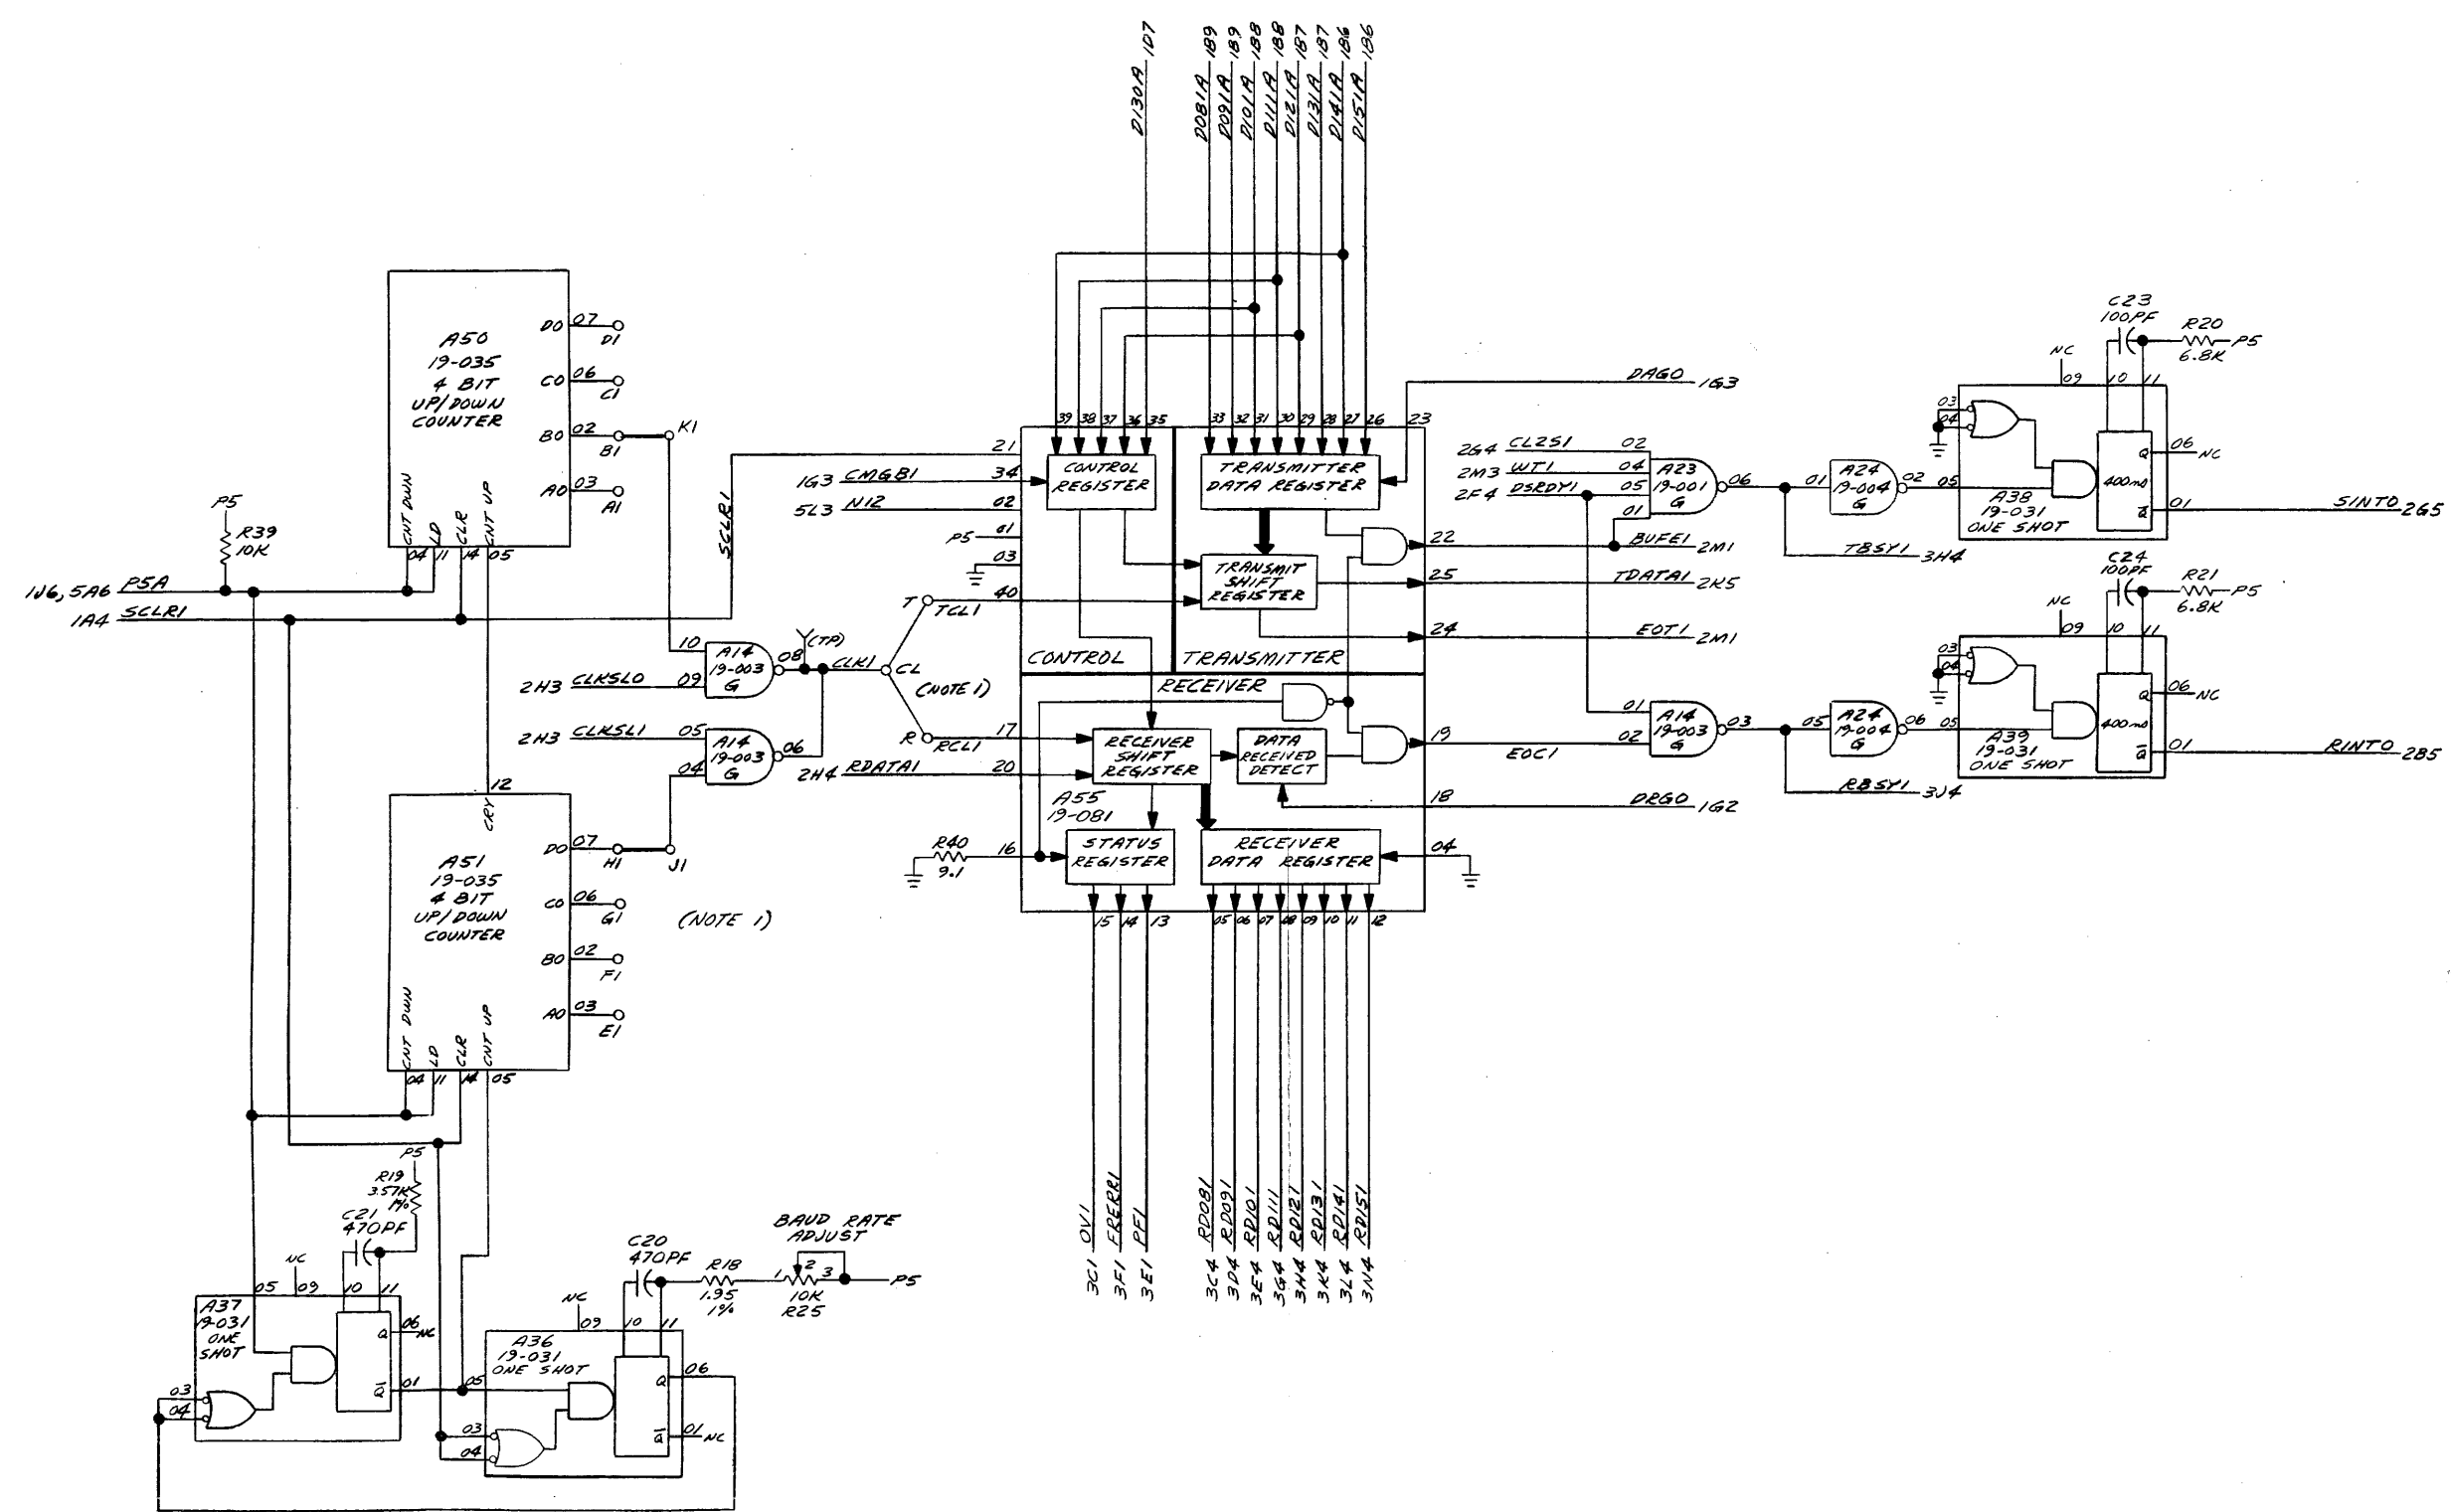 D130A 1D7
D081A 1B9
D091A 1B9
D101A 1B8
D111A 1B8
D121A 1B7
D131A 1B7
D141A 1B6
D151A 1B6
A50
19-035
4 BIT
UP/DOWN
COUNTER
DO 07 D1
CO 06 C1
BO 02 B1 K1
AO 03 A1
CNT DWN LD CLR CNT UP
04 11 14 05
P5
R39
10K
1J6, 5A6 P5A
1A4 SCLR1
SCLR1
10 A14 08
19-003
G
2H3 CLKSL0 09
Y(TP)
CLK1
CL
(NOTE 1)
T TCL1 40
R RCL1 17
2H3 CLKSL1 05 A14 06
19-003
G
04
2H4 RDATA1 20
12
CRY
A51
19-035
4 BIT
UP/DOWN
COUNTER
DO 07 H1 J1
CO 06 G1
BO 02 F1
AO 03 E1
(NOTE 1)
CNT DWN LD CLR CNT UP
04 11 14 05
P5
R19
3.57K
1%
C21
470PF
NC
05 09 10 11
A37
19-031
ONE
SHOT
Q 06 NC
Q 01
03
04
C20
470PF
R18
1.95
1%
BAUD RATE
ADJUST
1 2 3
10K
R25
P5
NC
09 10 11
A36
19-031
ONE SHOT
05
03
04
Q 06
Q 01 NC
39 38 37 36 35
33 32 31 30 29 28 27 26 23
21
1G3 CMGB1 34
5L3 N12 02
P5 01
03
CONTROL
REGISTER
TRANSMITTER
DATA REGISTER
TRANSMIT
SHIFT
REGISTER
CONTROL
TRANSMITTER
RECEIVER
RECEIVER
SHIFT
REGISTER
DATA
RECEIVED
DETECT
A55
19-081
STATUS
REGISTER
RECEIVER
DATA REGISTER
R40
9.1
16
04
15 14 13
05 06 07 08 09 10 11 12
3C1 OV1
3F1 FRERR1
3E1 PF1
3C4 RD081
3D4 RD091
3E4 RD101
3G4 RD111
3H4 RD121
3K4 RD131
3L4 RD141
3N4 RD151
DAG0 1G3
22 BUFE1 2M1
25 TDATA1 2K5
24 EOT1 2M1
19 EOC1
18 DRG0 1G2
2G4 CL2S1 02
2M3 WT1 04
2F4 DSRDY1 05
01
A23
19-001
G
06
TBSY1 3H4
01 A24 02
19-004
G
05
C23
100PF
R20
6.8K
P5
NC
09 10 11
03
04
A38
19-031
ONE SHOT
400ns
Q 06 NC
Q 01
SINT0 2G5
01 A14 03
02 19-003
G
RBSY1 3J4
05 A24 06
19-004
G
05
C24
100PF
R21
6.8K
P5
NC
09 10 11
03
04
A39
19-031
ONE SHOT
400ns
Q 06 NC
Q 01
RINT0 2B5